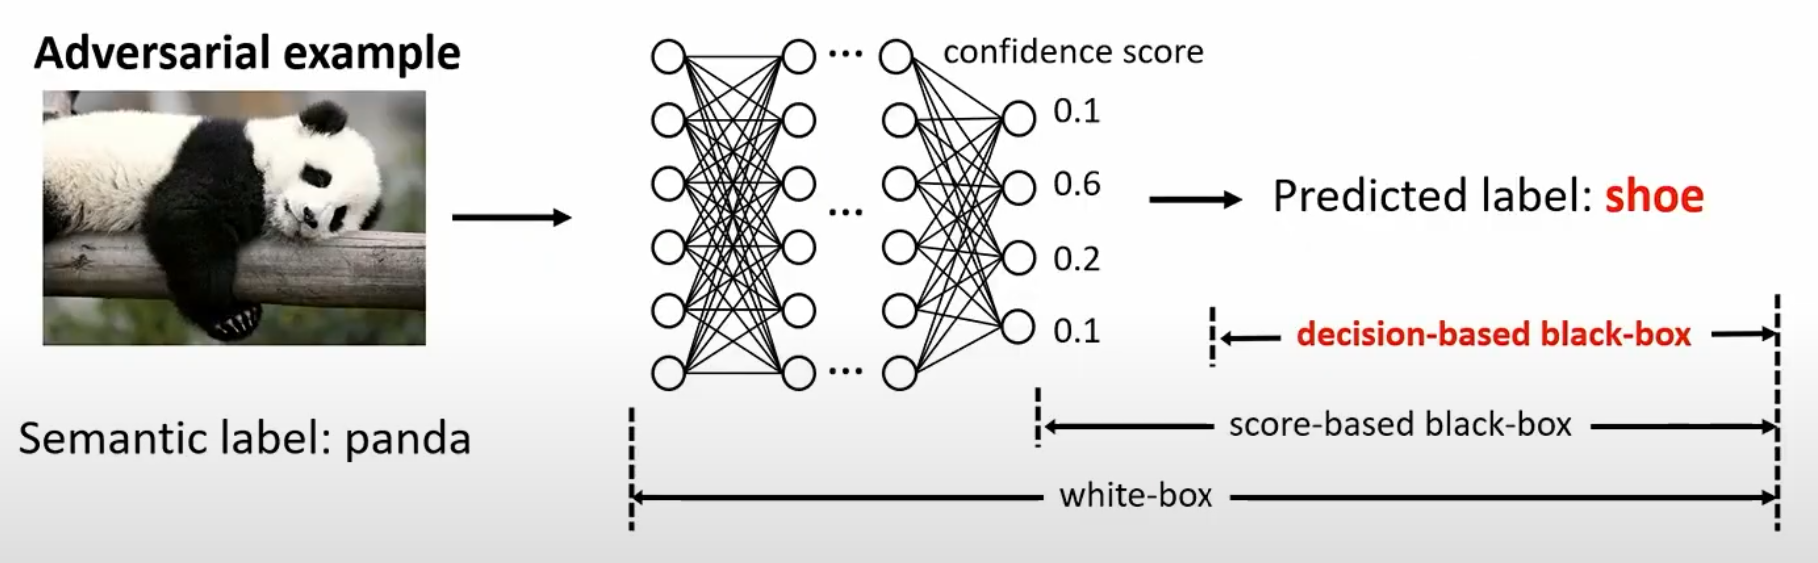 Adversarial example
Semantic label: panda
...
...
...
confidence score
0.1
0.6
0.2
0.1
Predicted label: shoe
decision-based black-box
score-based black-box
white-box